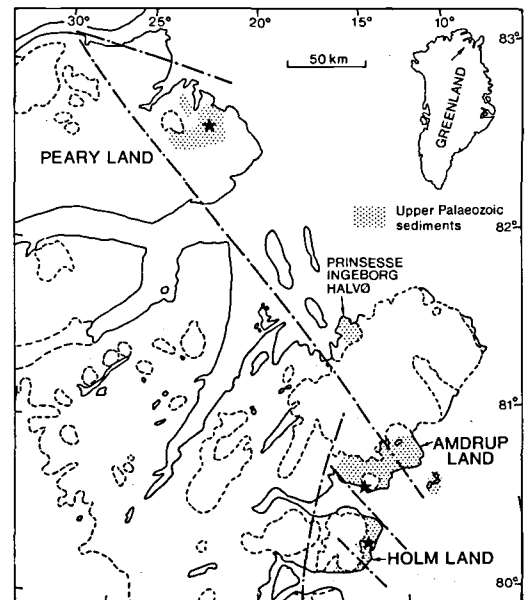 30° 25° 20° 15° 10°
83°
50 km
GREENLAND
PEARY LAND
Upper Palaeozoic
sediments
82°
PRINSESSE
INGEBORG
HALVØ
81°
AMDRUP
LAND
HOLM LAND
80°